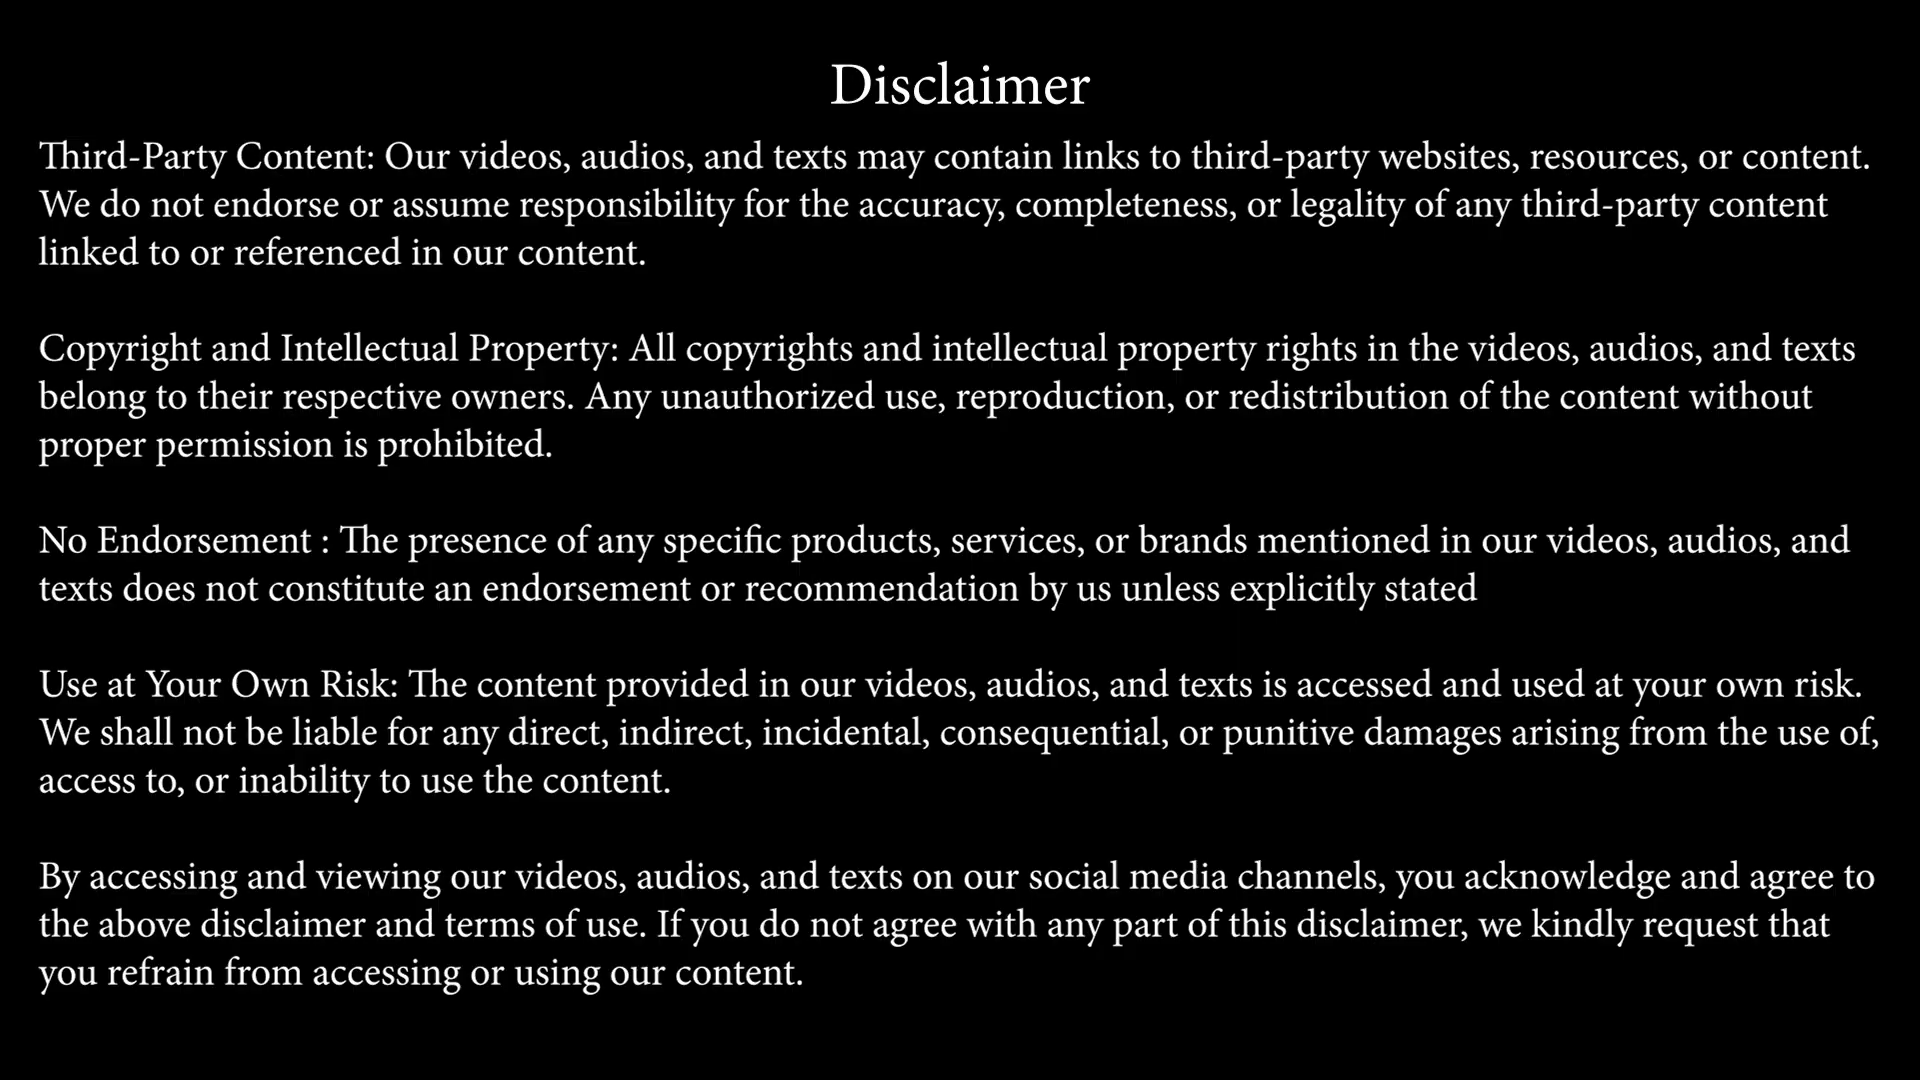 Disclaimer
Third-Party Content: Our videos, audios, and texts may contain links to third-party websites, resources, or content.
We do not endorse or assume responsibility for the accuracy, completeness, or legality of any third-party content
linked to or referenced in our content.
Copyright and Intellectual Property: All copyrights and intellectual property rights in the videos, audios, and texts
belong to their respective owners. Any unauthorized use, reproduction, or redistribution of the content without
proper permission is prohibited.
No Endorsement : The presence of any specific products, services, or brands mentioned in our videos, audios, and
texts does not constitute an endorsement or recommendation by us unless explicitly stated
Use at Your Own Risk: The content provided in our videos, audios, and texts is accessed and used at your own risk.
We shall not be liable for any direct, indirect, incidental, consequential, or punitive damages arising from the use of,
access to, or inability to use the content.
By accessing and viewing our videos, audios, and texts on our social media channels, you acknowledge and agree to
the above disclaimer and terms of use. If you do not agree with any part of this disclaimer, we kindly request that
you refrain from accessing or using our content.